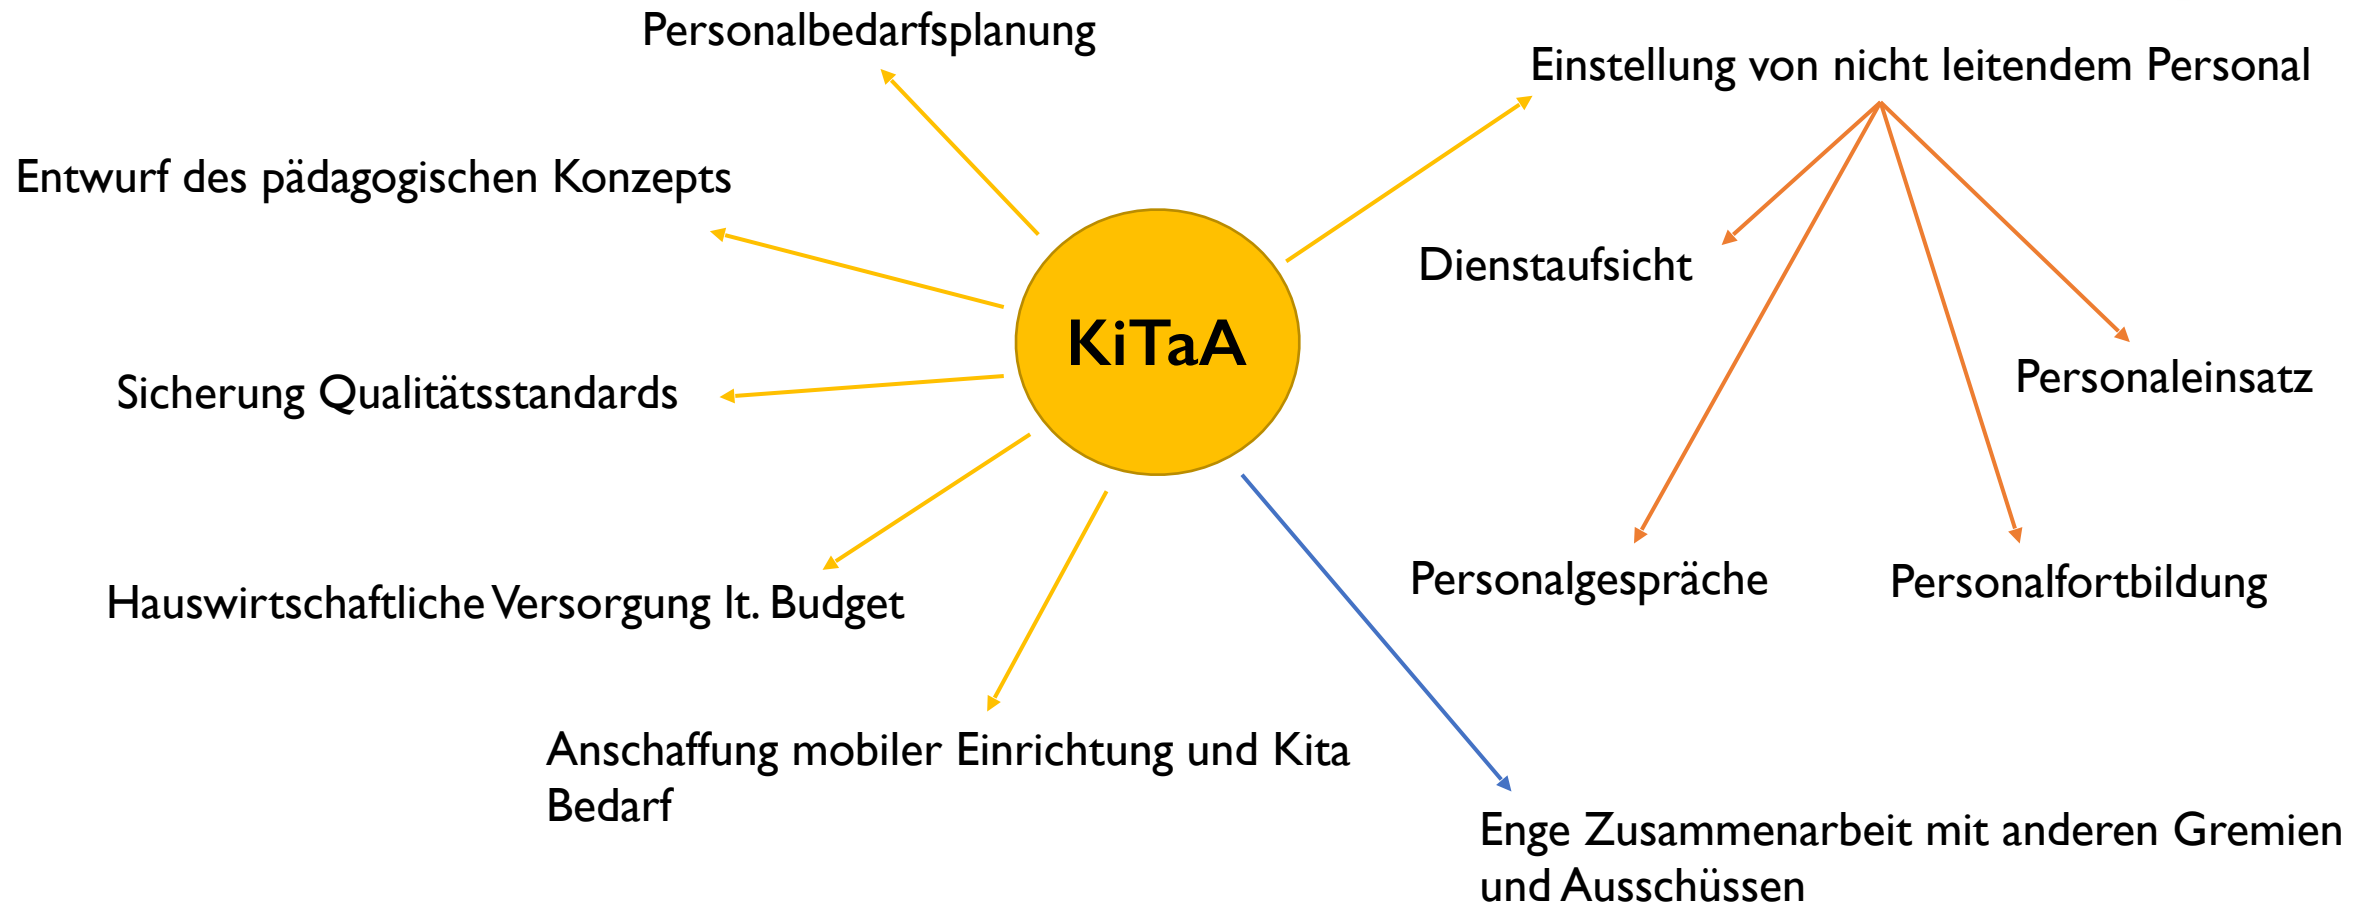 Personalbedarfsplanung
Einstellung von nicht leitendem Personal
Entwurf des pädagogischen Konzepts
Dienstaufsicht
KiTaA
Personaleinsatz
Sicherung Qualitätsstandards
Personalgespräche
Personalfortbildung
Hauswirtschaftliche Versorgung lt. Budget
Anschaffung mobiler Einrichtung und Kita
Bedarf
Enge Zusammenarbeit mit anderen Gremien
und Ausschüssen